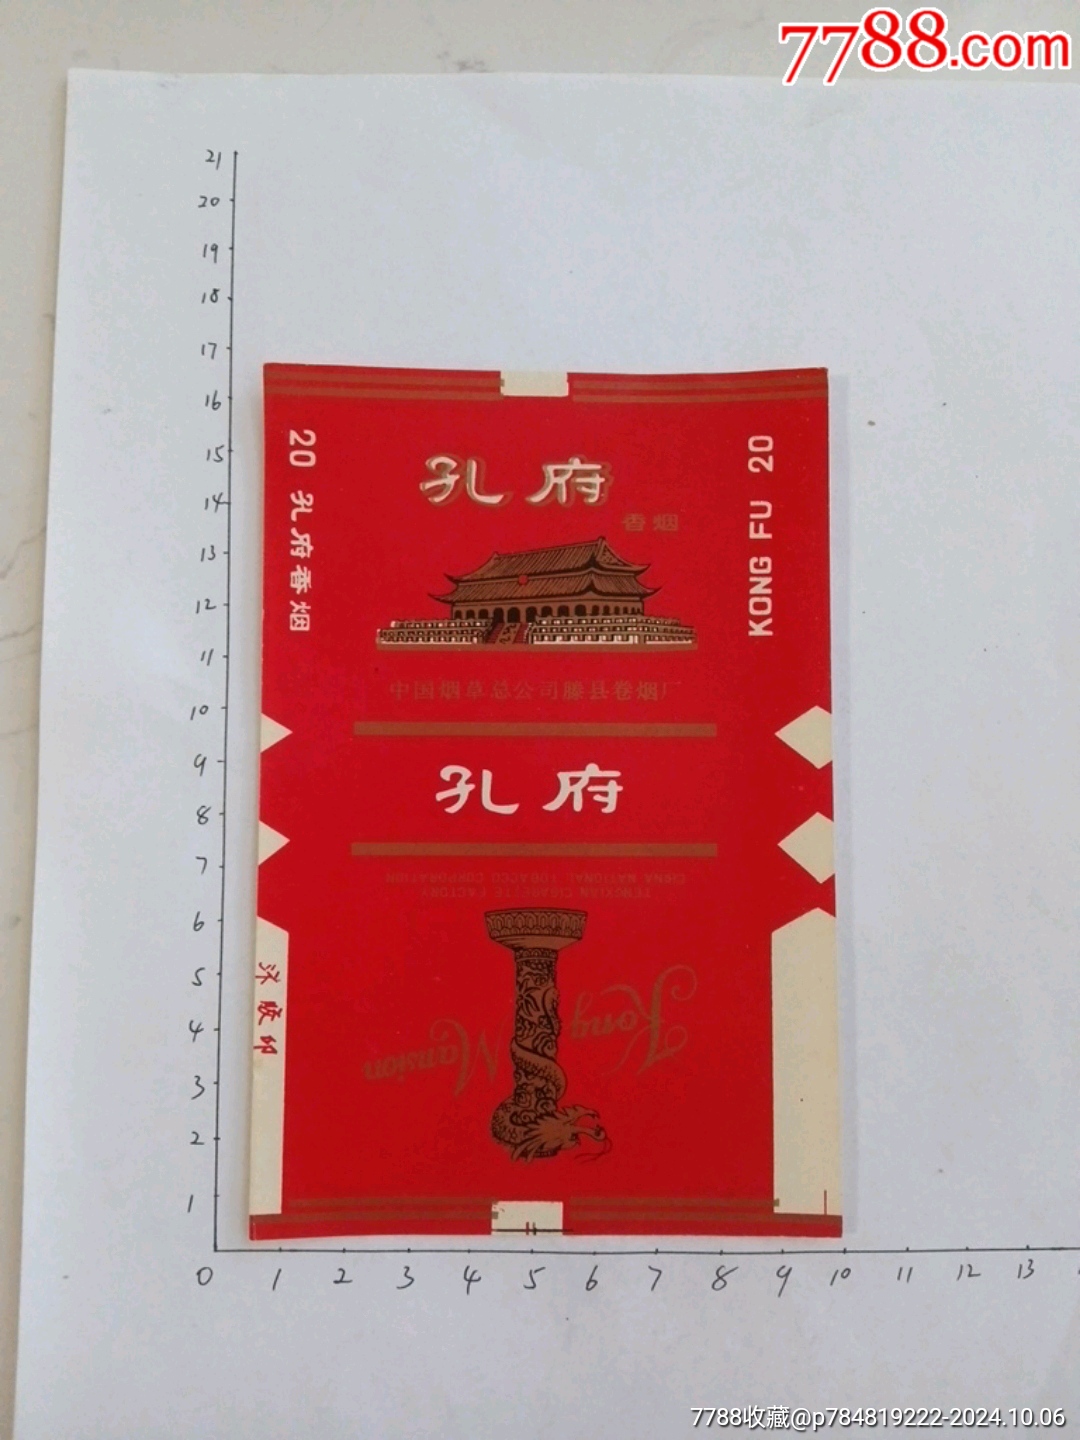 7788.com
21
20
19
18
17
16
15
14
13
12
11
10
9
8
7
6
5
4
3
2
1
0 1 2 3 4 5 6 7 8 9 10 11 12 13
20 孔府香烟
孔府
香烟
KONG FU 20
中国烟草总公司滕县卷烟厂
孔府
CHINA NATIONAL TOBACCO CORPORATION
TENGXIAN CIGARETTE FACTORY
Kong
Mansion
7788收藏@p784819222-2024.10.06